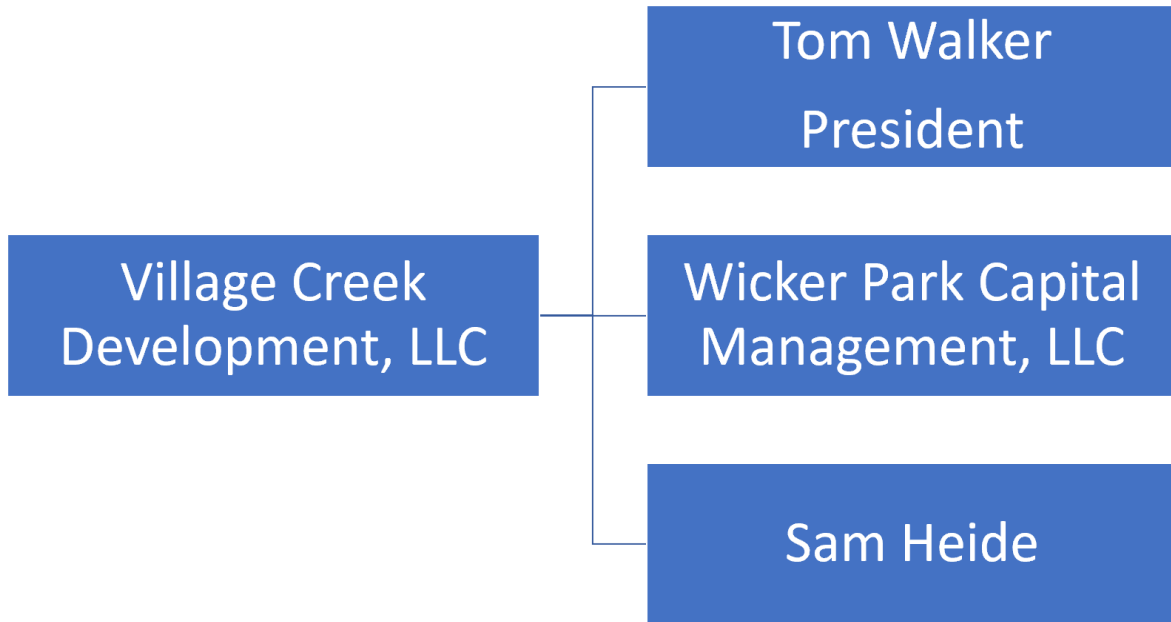 Tom Walker
President
Village Creek
Development, LLC
Wicker Park Capital
Management, LLC
Sam Heide